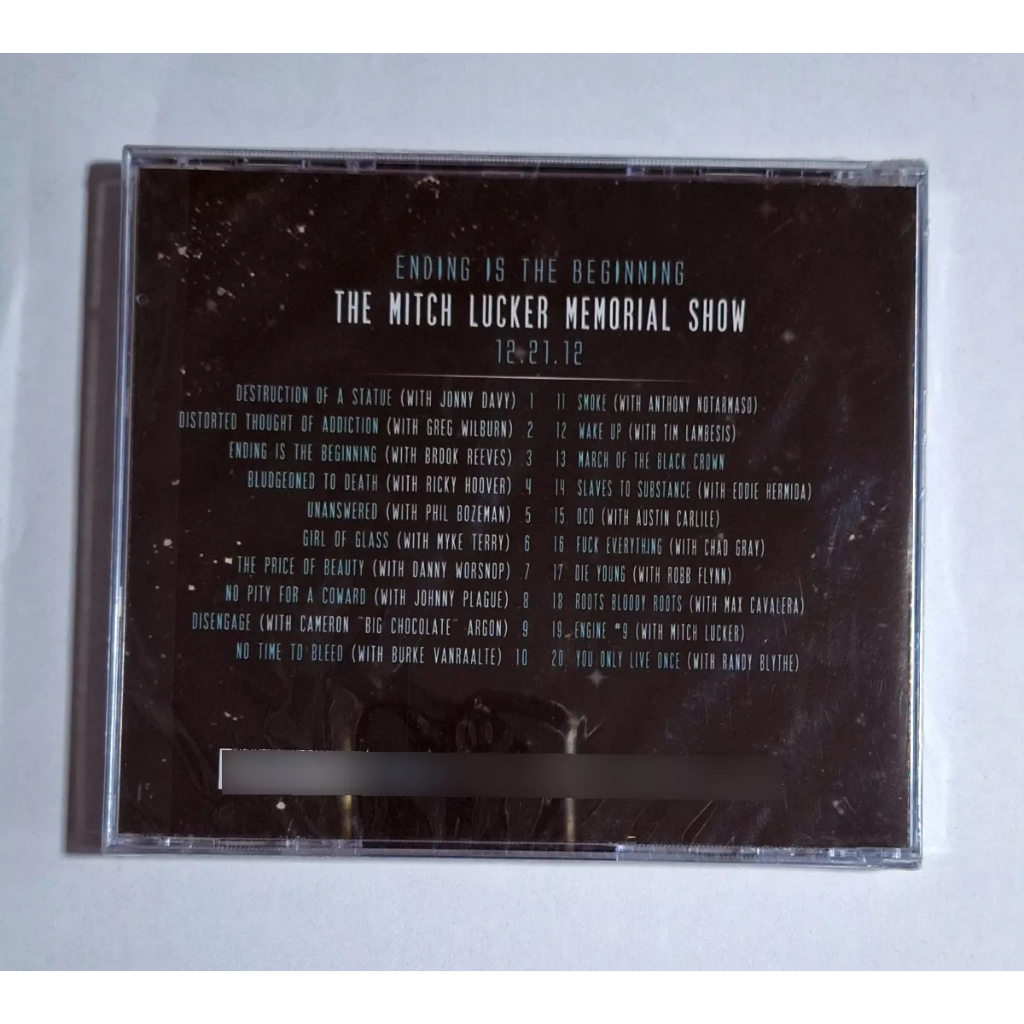 ENDING IS THE BEGINNING
THE MITCH LUCKER MEMORIAL SHOW
12.21.12
DESTRUCTION OF A STATUE (WITH JONNY DAVY) 1
DISTORTED THOUGHT OF ADDICTION (WITH GREG WILBURN) 2
ENDING IS THE BEGINNING (WITH BROOK REEVES) 3
BLUDGEONED TO DEATH (WITH RICKY HOOVER) 4
UNANSWERED (WITH PHIL BOZEMAN) 5
GIRL OF GLASS (WITH MYKE TERRY) 6
THE PRICE OF BEAUTY (WITH DANNY WORSNOP) 7
NO PITY FOR A COWARD (WITH JOHNNY PLAGUE) 8
DISENGAGE (WITH CAMERON "BIG CHOCOLATE" ARGON) 9
NO TIME TO BLEED (WITH BURKE VANRAALTE) 10
11 SMOKE (WITH ANTHONY NOTARMASO)
12 WAKE UP (WITH TIM LAMBESIS)
13 MARCH OF THE BLACK CROWN
14 SLAVES TO SUBSTANCE (WITH EDDIE HERMIDA)
15 OCD (WITH AUSTIN CARLILE)
16 FUCK EVERYTHING (WITH CHAD GRAY)
17 DIE YOUNG (WITH ROBB FLYNN)
18 ROOTS BLOODY ROOTS (WITH MAX CAVALERA)
19 ENGINE #9 (WITH MITCH LUCKER)
20 YOU ONLY LIVE ONCE (WITH RANDY BLYTHE)